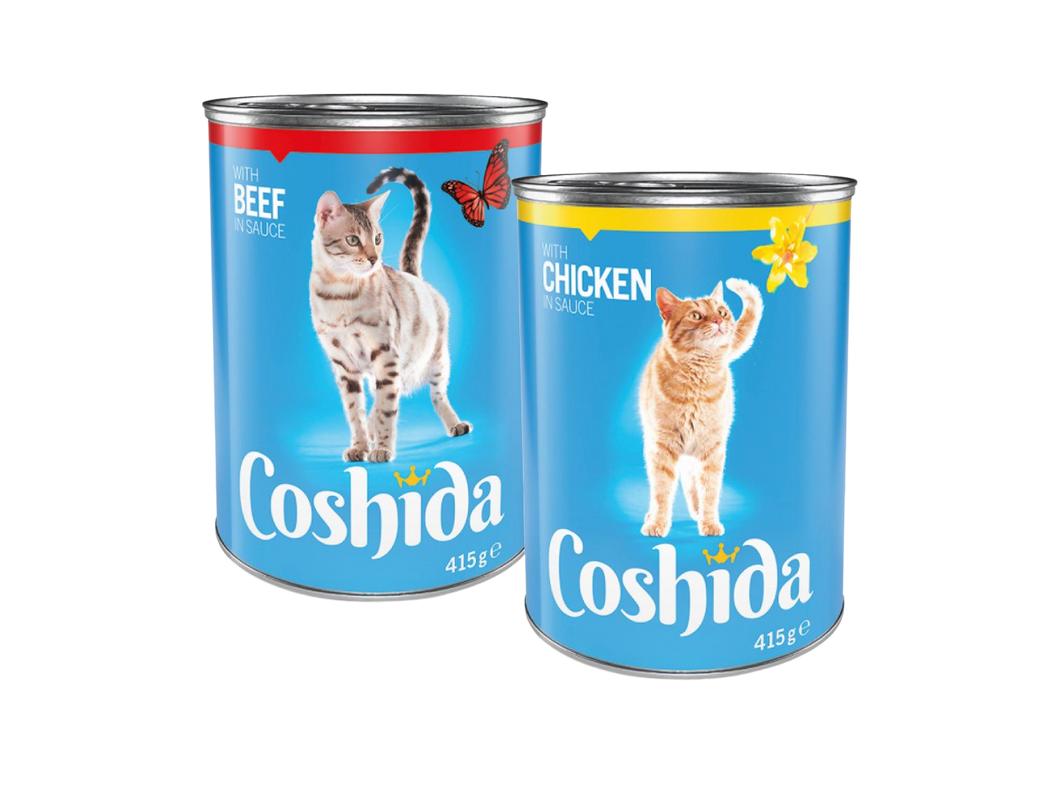 WITH
BEEF
IN SAUCE
Coshida
415g℮
WITH
CHICKEN
IN SAUCE
Coshida
415g℮